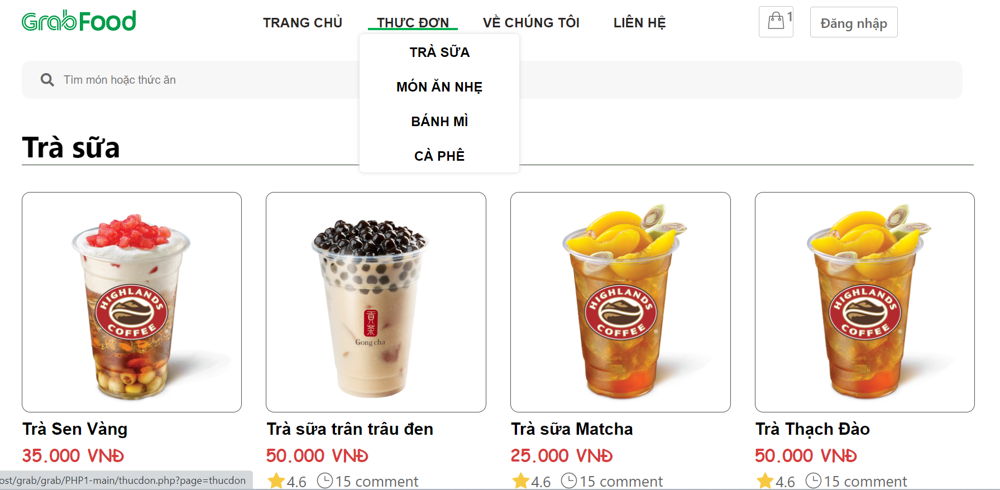 GrabFood
TRANG CHỦ THỰC ĐƠN VỀ CHÚNG TÔI LIÊN HỆ
1 Đăng nhập
TRÀ SỮA
MÓN ĂN NHẸ
BÁNH MÌ
CÀ PHÊ
Tìm món hoặc thức ăn
Trà sữa
HIGHLANDS COFFEE ®
貢茶
Gong cha
HIGHLANDS COFFEE ®
HIGHLANDS COFFEE ®
Trà Sen Vàng
35.000 VNĐ
Trà sữa trân trâu đen
50.000 VNĐ
4.6 15 comment
Trà sữa Matcha
25.000 VNĐ
4.6 15 comment
Trà Thạch Đào
50.000 VNĐ
4.6 15 comment
ost/grab/grab/PHP1-main/thucdon.php?page=thucdon